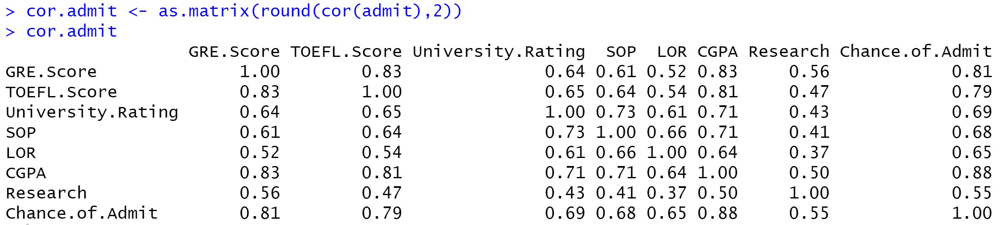 > cor.admit <- as.matrix(round(cor(admit),2))
> cor.admit
GRE.Score TOEFL.Score University.Rating SOP LOR CGPA Research Chance.of.Admit
GRE.Score 1.00 0.83 0.64 0.61 0.52 0.83 0.56 0.81
TOEFL.Score 0.83 1.00 0.65 0.64 0.54 0.81 0.47 0.79
University.Rating 0.64 0.65 1.00 0.73 0.61 0.71 0.43 0.69
SOP 0.61 0.64 0.73 1.00 0.66 0.71 0.41 0.68
LOR 0.52 0.54 0.61 0.66 1.00 0.64 0.37 0.65
CGPA 0.83 0.81 0.71 0.71 0.64 1.00 0.50 0.88
Research 0.56 0.47 0.43 0.41 0.37 0.50 1.00 0.55
Chance.of.Admit 0.81 0.79 0.69 0.68 0.65 0.88 0.55 1.00